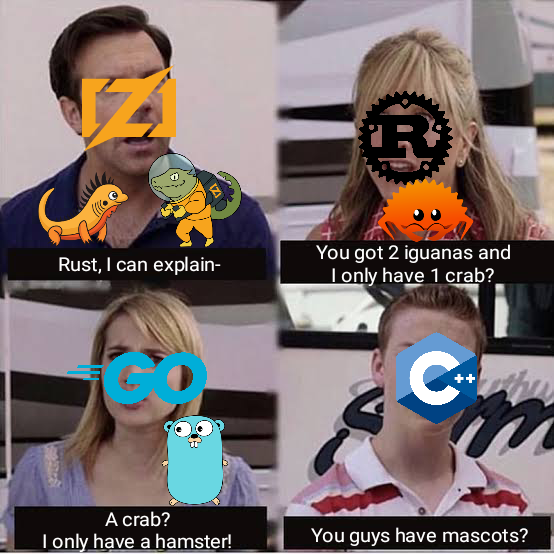 Z
R
Z
Rust, I can explain-
You got 2 iguanas and
I only have 1 crab?
GO
C++
A crab?
I only have a hamster!
You guys have mascots?